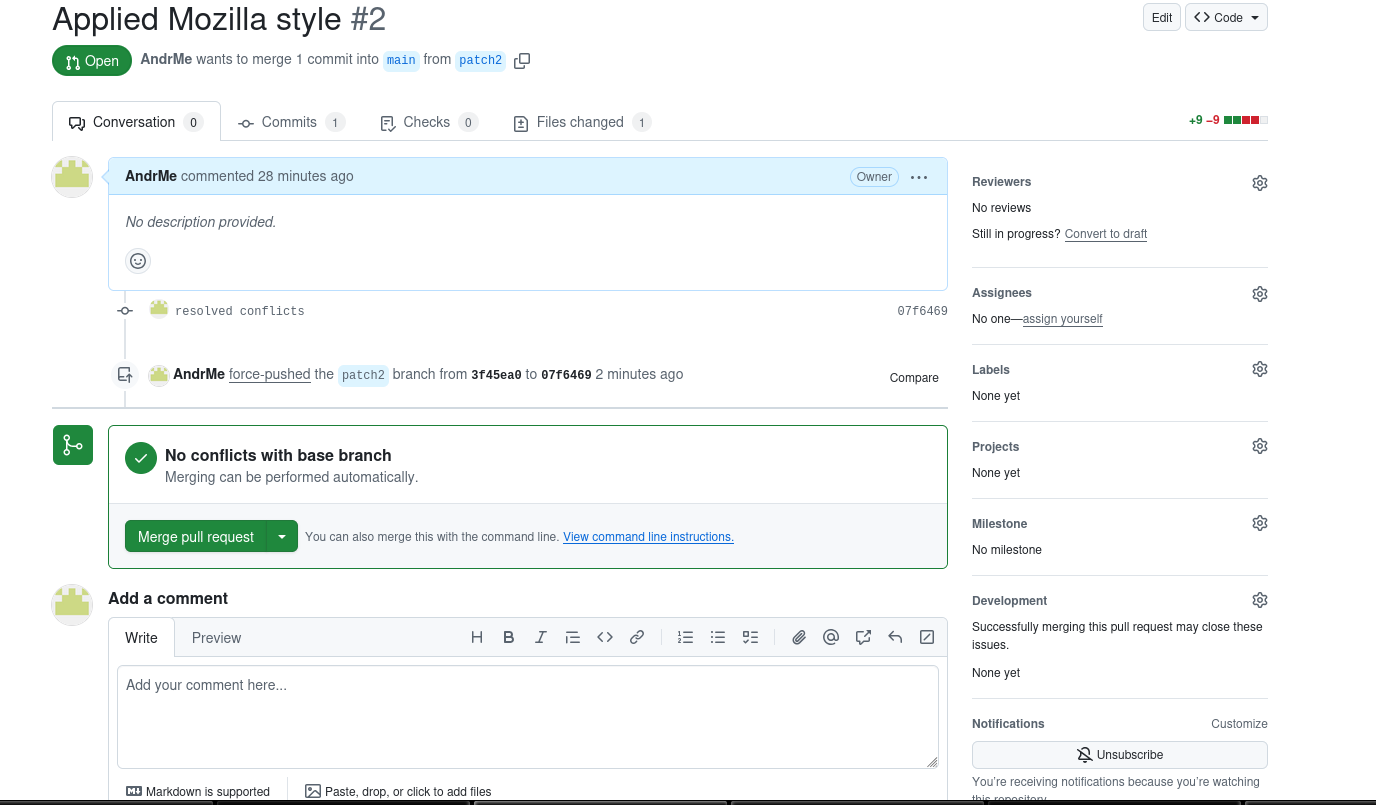 Applied Mozilla style #2
Edit
Code
Open
AndrMe wants to merge 1 commit into main from patch2
Conversation 0
Commits 1
Checks 0
Files changed 1
+9 −9
AndrMe commented 28 minutes ago
Owner
No description provided.
resolved conflicts
07f6469
AndrMe force-pushed the patch2 branch from 3f45ea0 to 07f6469 2 minutes ago
Compare
No conflicts with base branch
Merging can be performed automatically.
Merge pull request
You can also merge this with the command line. View command line instructions.
Add a comment
Write
Preview
Add your comment here...
Markdown is supported
Paste, drop, or click to add files
Reviewers
No reviews
Still in progress? Convert to draft
Assignees
No one—assign yourself
Labels
None yet
Projects
None yet
Milestone
No milestone
Development
Successfully merging this pull request may close these
issues.
None yet
Notifications
Customize
Unsubscribe
You're receiving notifications because you're watching
this repository.